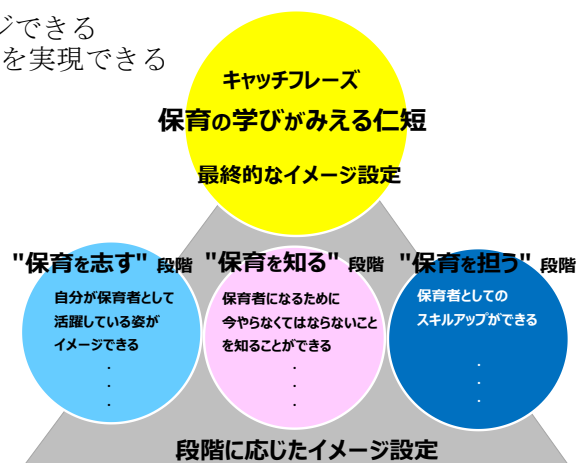 ジできる
を実現できる
キャッチフレーズ
保育の学びがみえる仁短
最終的なイメージ設定
"保育を志す" 段階
自分が保育者として
活躍している姿が
イメージできる
・
・
・
"保育を知る" 段階
保育者になるために
今やらなくてはならないこと
を知ることができる
・
・
・
"保育を担う" 段階
保育者としての
スキルアップができる
・
・
・
段階に応じたイメージ設定